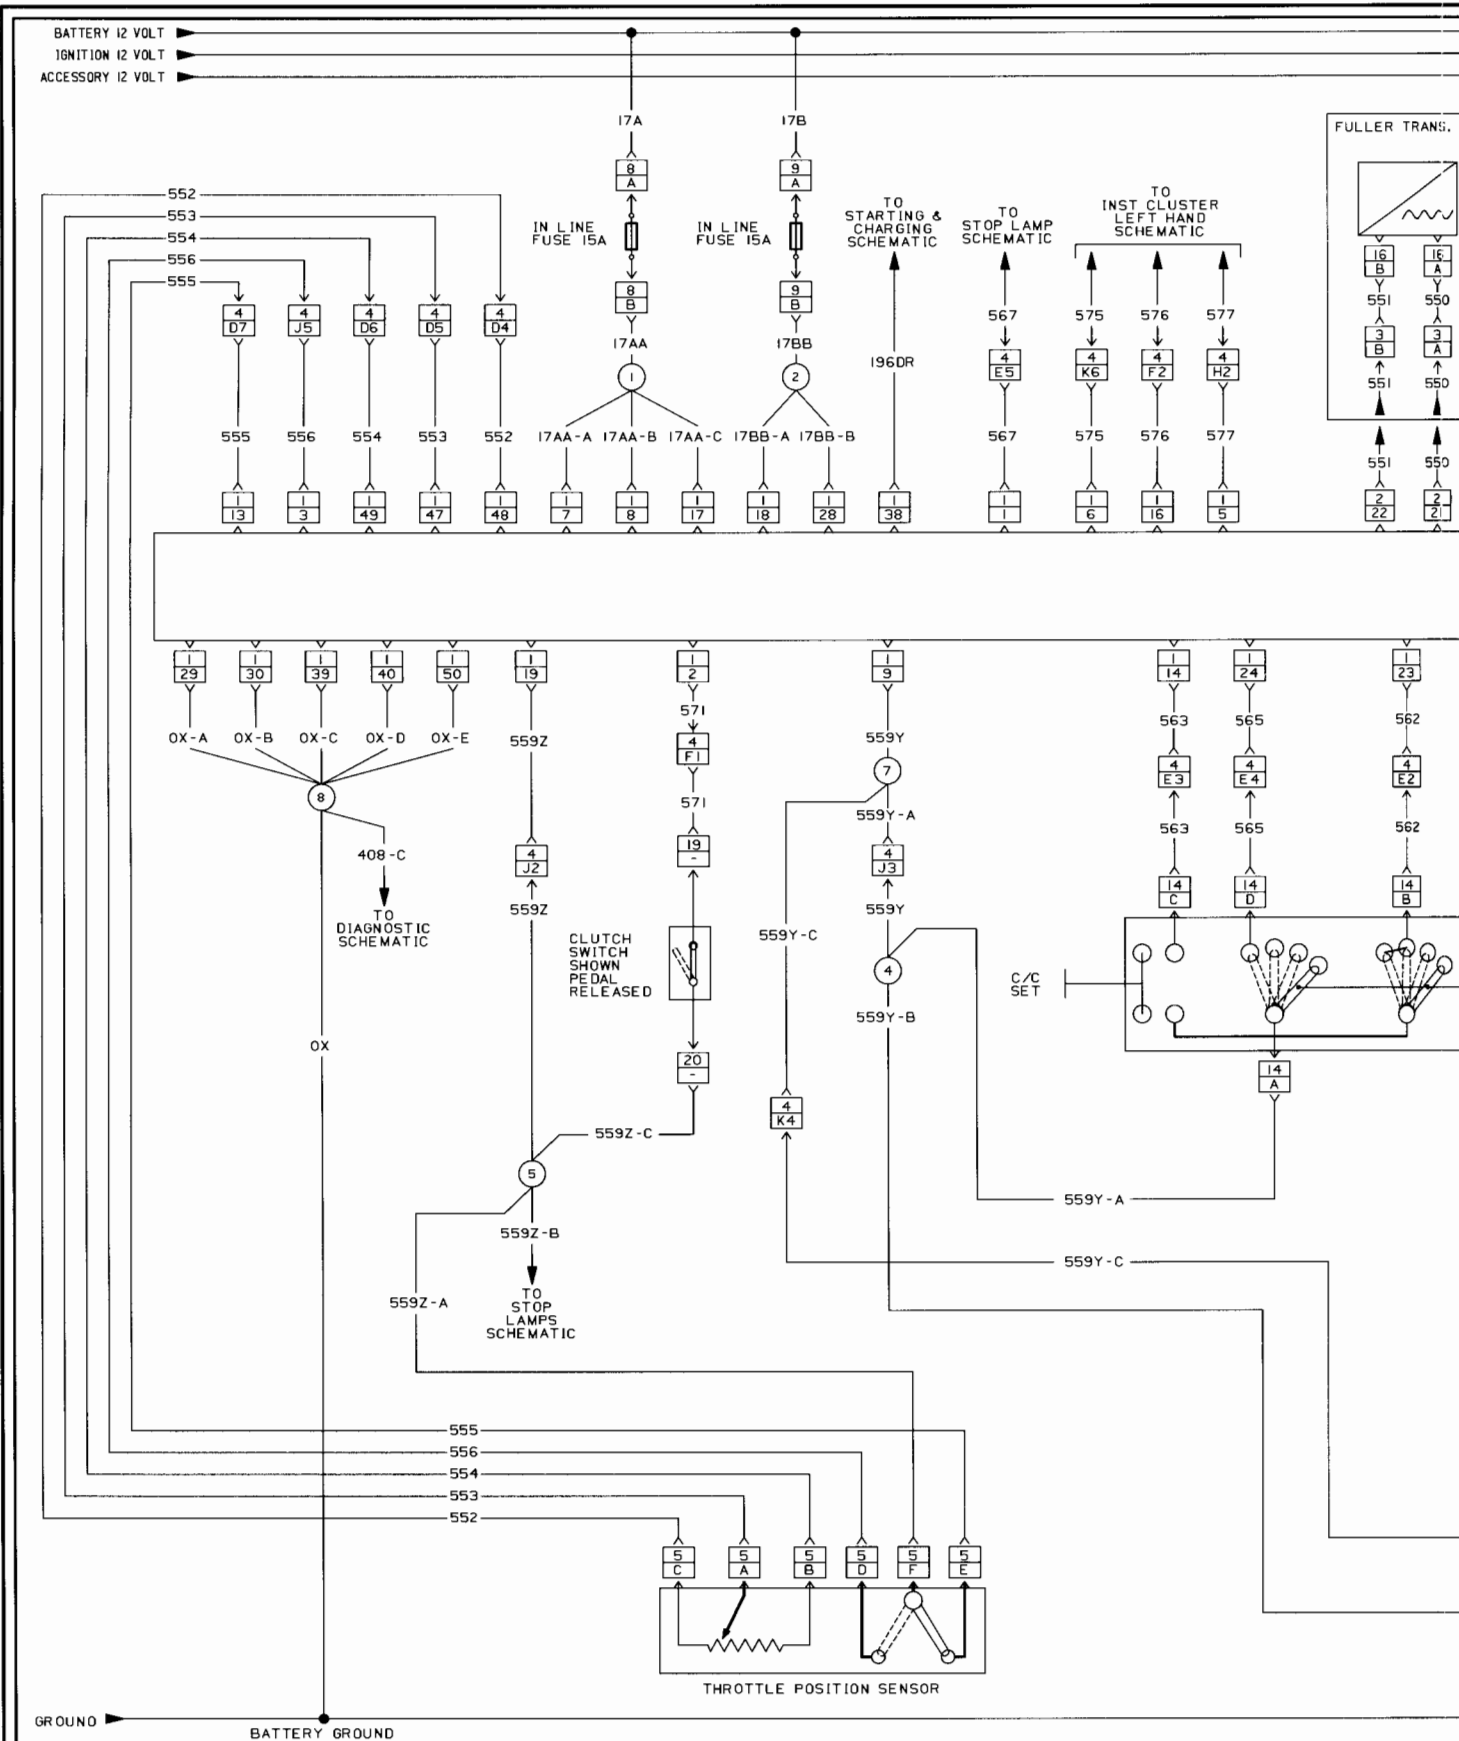 BATTERY 12 VOLT
IGNITION 12 VOLT
ACCESSORY 12 VOLT
17A
17B
FULLER TRANS.
8
A
9
A
552
553
554
556
555
IN LINE
FUSE 15A
IN LINE
FUSE 15A
TO
STARTING &
CHARGING
SCHEMATIC
TO
STOP LAMP
SCHEMATIC
TO
INST CLUSTER
LEFT HAND
SCHEMATIC
16
B
16
A
551
550
8
B
9
B
4
D7
4
J5
4
D6
4
D5
4
D4
567
575
576
577
3
B
3
A
17AA
17BB
196DR
4
E5
4
K6
4
F2
4
H2
551
550
1
2
555
556
554
553
552
17AA-A
17AA-B
17AA-C
17BB-A
17BB-B
567
575
576
577
551
550
1
13
1
3
1
49
1
47
1
48
1
7
1
8
1
17
1
18
1
28
1
38
1
1
1
6
1
16
1
5
2
22
2
21
1
29
1
30
1
39
1
40
1
50
1
19
1
2
1
9
1
14
1
24
1
23
571
563
565
562
OX-A
OX-B
OX-C
OX-D
OX-E
559Z
4
F1
559Y
7
4
E3
4
E4
4
E2
8
571
559Y-A
563
565
562
408-C
4
J2
19
-
4
J3
14
C
14
D
14
B
TO
DIAGNOSTIC
SCHEMATIC
559Z
559Y
559Y-C
CLUTCH
SWITCH
SHOWN
PEDAL
RELEASED
4
C/C
SET
OX
559Y-B
20
-
14
A
4
K4
559Z-C
5
559Y-A
559Z-B
559Y-C
559Z-A
TO
STOP
LAMPS
SCHEMATIC
555
556
554
553
552
5
C
5
A
5
B
5
D
5
F
5
E
THROTTLE POSITION SENSOR
GROUND
BATTERY GROUND